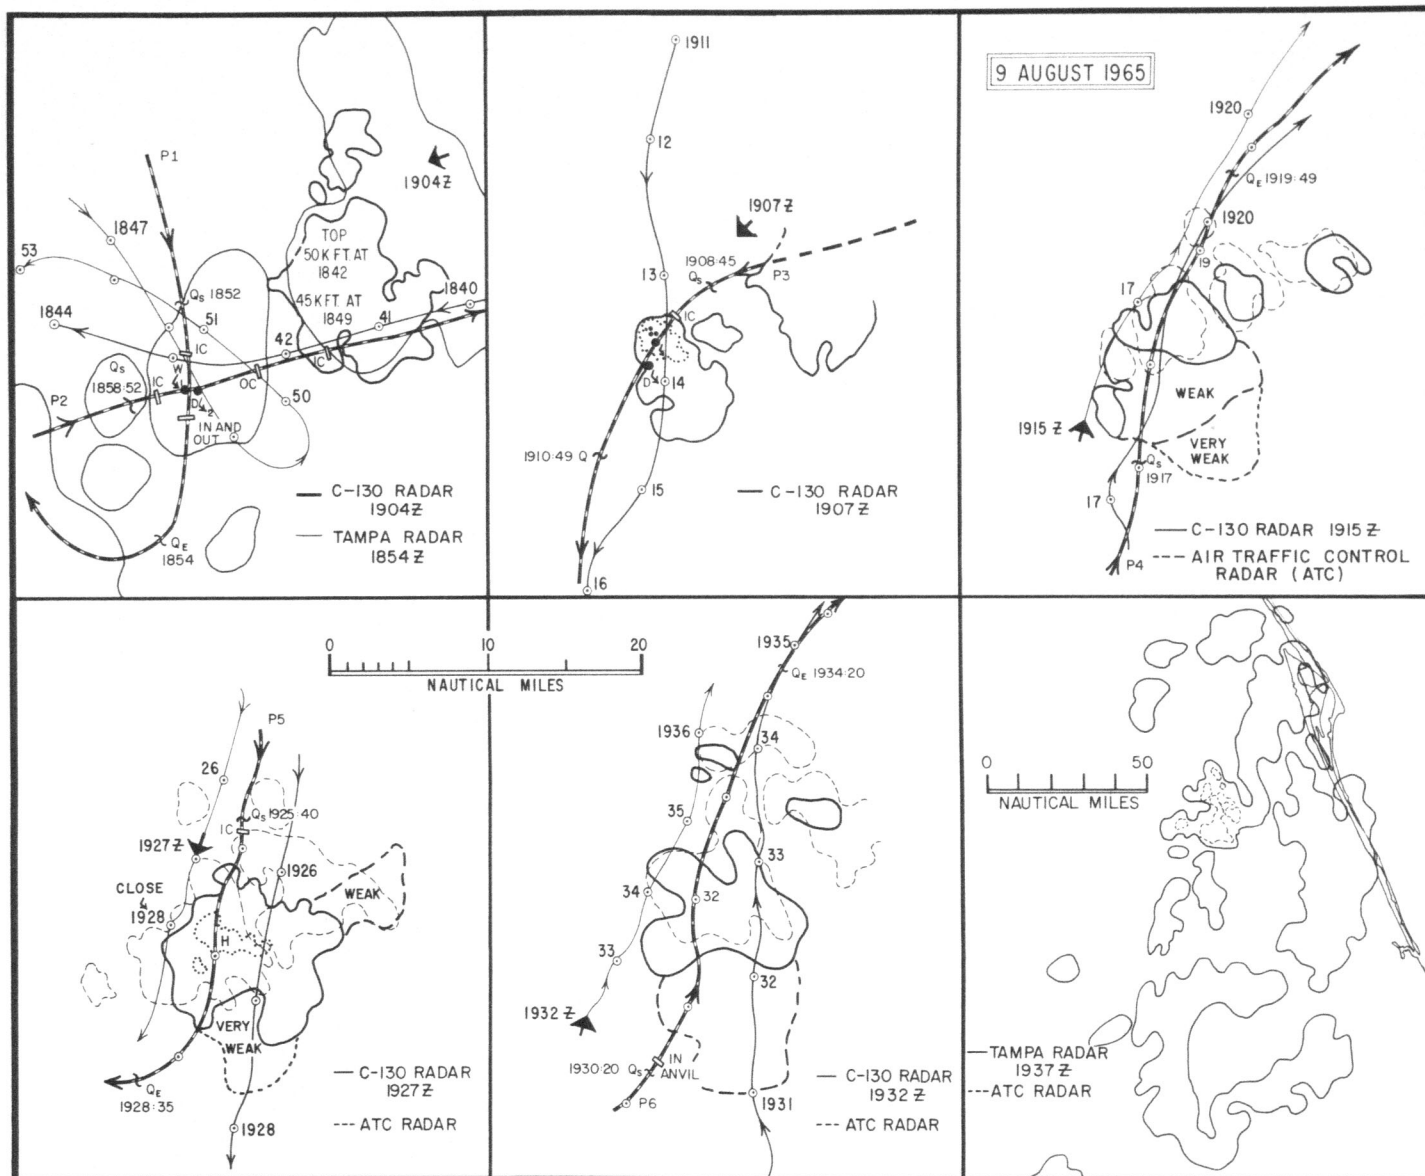 P1
1904Z
1847
53
TOP
50K FT. AT
1842
QS 1852
45K FT. AT
1849
1840
1844
51
41
42
IC
QS
1858:52
IC
W
1
IC
OC
P2
D
2
50
IN AND
OUT
C-130 RADAR
1904Z
QE
1854
TAMPA RADAR
1854Z
1911
12
1907Z
13
1908:45
QS
P3
IC
D
14
1910:49 Q
15
C-130 RADAR
1907Z
16
9 AUGUST 1965
1920
QE 1919:49
1920
19
17
WEAK
1915Z
VERY
WEAK
QS
1917
17
C-130 RADAR 1915Z
P4
AIR TRAFFIC CONTROL
RADAR (ATC)
0 10 20
NAUTICAL MILES
P5
26
QS 1925:40
IC
1927Z
1926
CLOSE
WEAK
1928
H
VERY
WEAK
C-130 RADAR
1927Z
QE
1928:35
1928
ATC RADAR
1935
QE 1934:20
1936
34
35
33
34
32
33
32
1932Z
1930:20 QS
IN
ANVIL
C-130 RADAR
1932Z
P6
1931
ATC RADAR
0 50
NAUTICAL MILES
TAMPA RADAR
1937Z
ATC RADAR